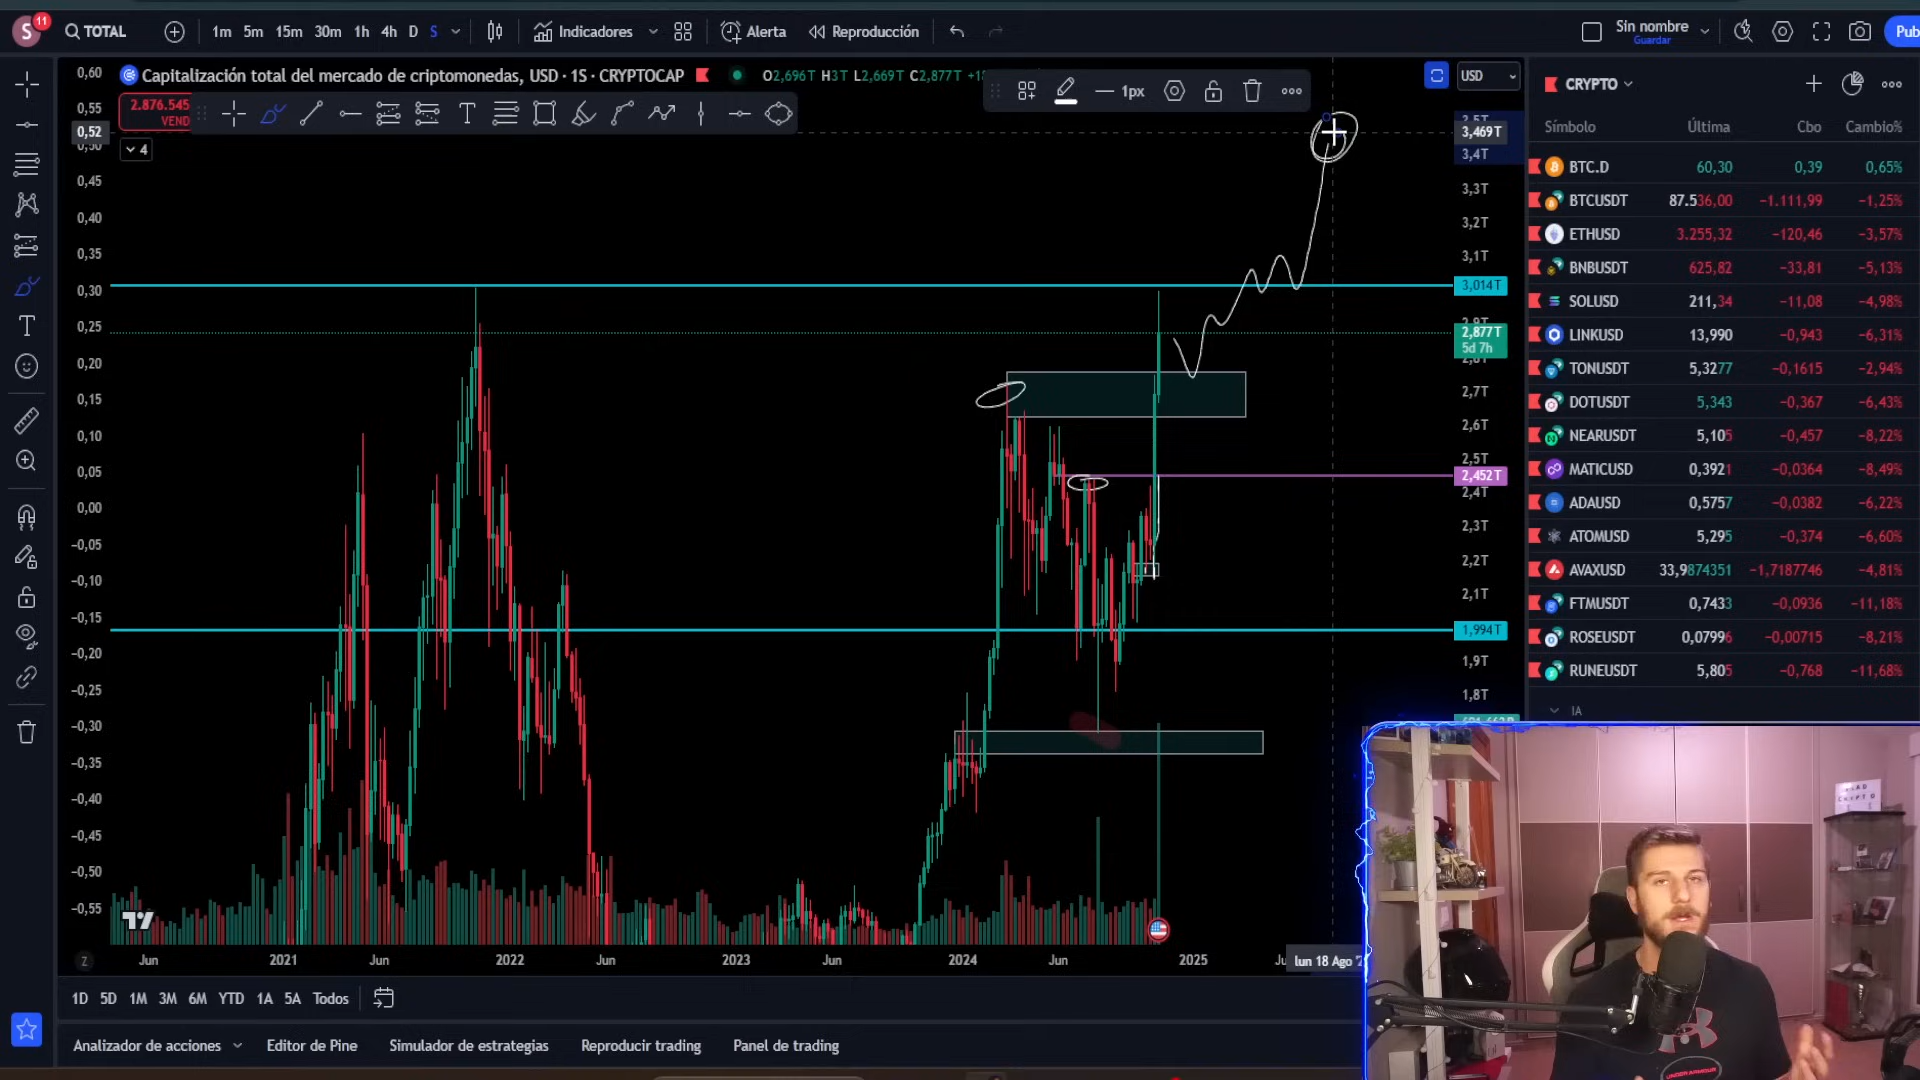 S 11 TOTAL 1m 5m 15m 30m 1h 4h D S Indicadores Alerta Reproducción Sin nombre Guardar Pub
0,60 Capitalización total del mercado de criptomonedas, USD · 1S · CRYPTOCAP O2,696T H3T L2,669T C2,877T USD
2.876.545
VEND
1px
4
0,55
0,52
0,50
0,45
0,40
0,35
0,30
0,25
0,20
0,15
0,10
0,05
0,00
−0,05
−0,10
−0,15
−0,20
−0,25
−0,30
−0,35
−0,40
−0,45
−0,50
−0,55
3,469T
3,4T
3,3T
3,2T
3,1T
3,014T
2,877T
5d 7h
2,7T
2,6T
2,5T
2,452T
2,4T
2,3T
2,2T
2,1T
1,994T
1,9T
1,8T
CRYPTO
Símbolo Última Cbo Cambio%
BTC.D 60,30 0,39 0,65%
BTCUSDT 87.536,00 −1.111,99 −1,25%
ETHUSD 3.255,32 −120,46 −3,57%
BNBUSDT 625,82 −33,81 −5,13%
SOLUSD 211,34 −11,08 −4,98%
LINKUSD 13,990 −0,943 −6,31%
TONUSDT 5,3277 −0,1615 −2,94%
DOTUSDT 5,343 −0,367 −6,43%
NEARUSDT 5,105 −0,457 −8,22%
MATICUSD 0,3921 −0,0364 −8,49%
ADAUSD 0,5757 −0,0382 −6,22%
ATOMUSD 5,295 −0,374 −6,60%
AVAXUSD 33,9874351 −1,7187746 −4,81%
FTMUSDT 0,7433 −0,0936 −11,18%
ROSEUSDT 0,07996 −0,00715 −8,21%
RUNEUSDT 5,805 −0,768 −11,68%
IA
Z Jun 2021 Jun 2022 Jun 2023 Jun 2024 Jun 2025 lun 18 Ago
1D 5D 1M 3M 6M YTD 1A 5A Todos
Analizador de acciones Editor de Pine Simulador de estrategias Reproducir trading Panel de trading
UNDER ARMOUR